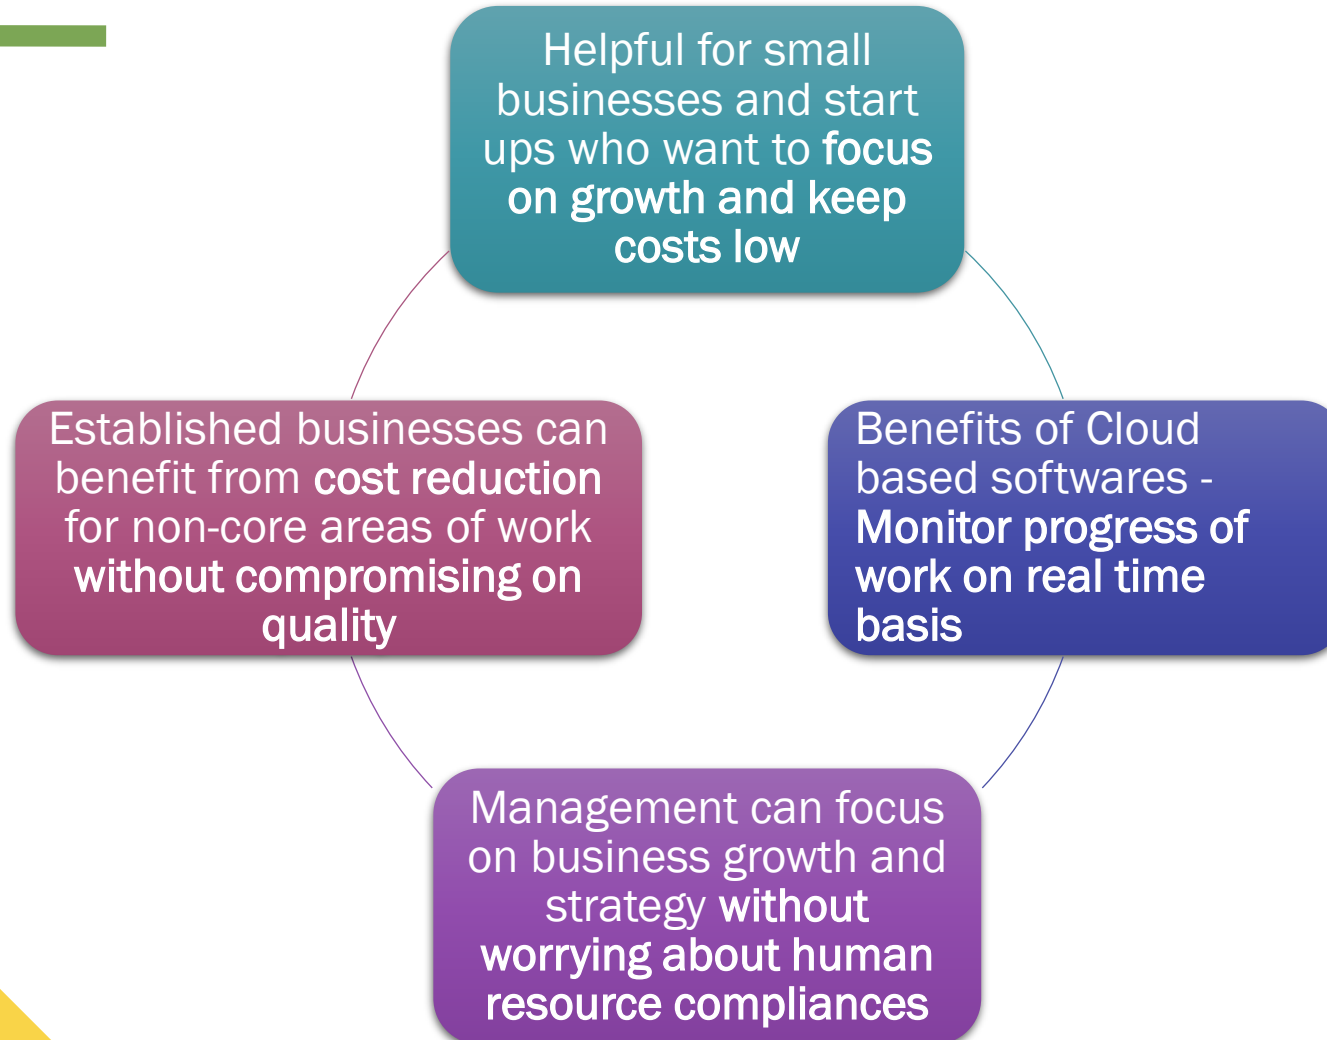 Helpful for small
businesses and start
ups who want to focus
on growth and keep
costs low
Established businesses can
benefit from cost reduction
for non-core areas of work
without compromising on
quality
Benefits of Cloud
based softwares -
Monitor progress of
work on real time
basis
Management can focus
on business growth and
strategy without
worrying about human
resource compliances